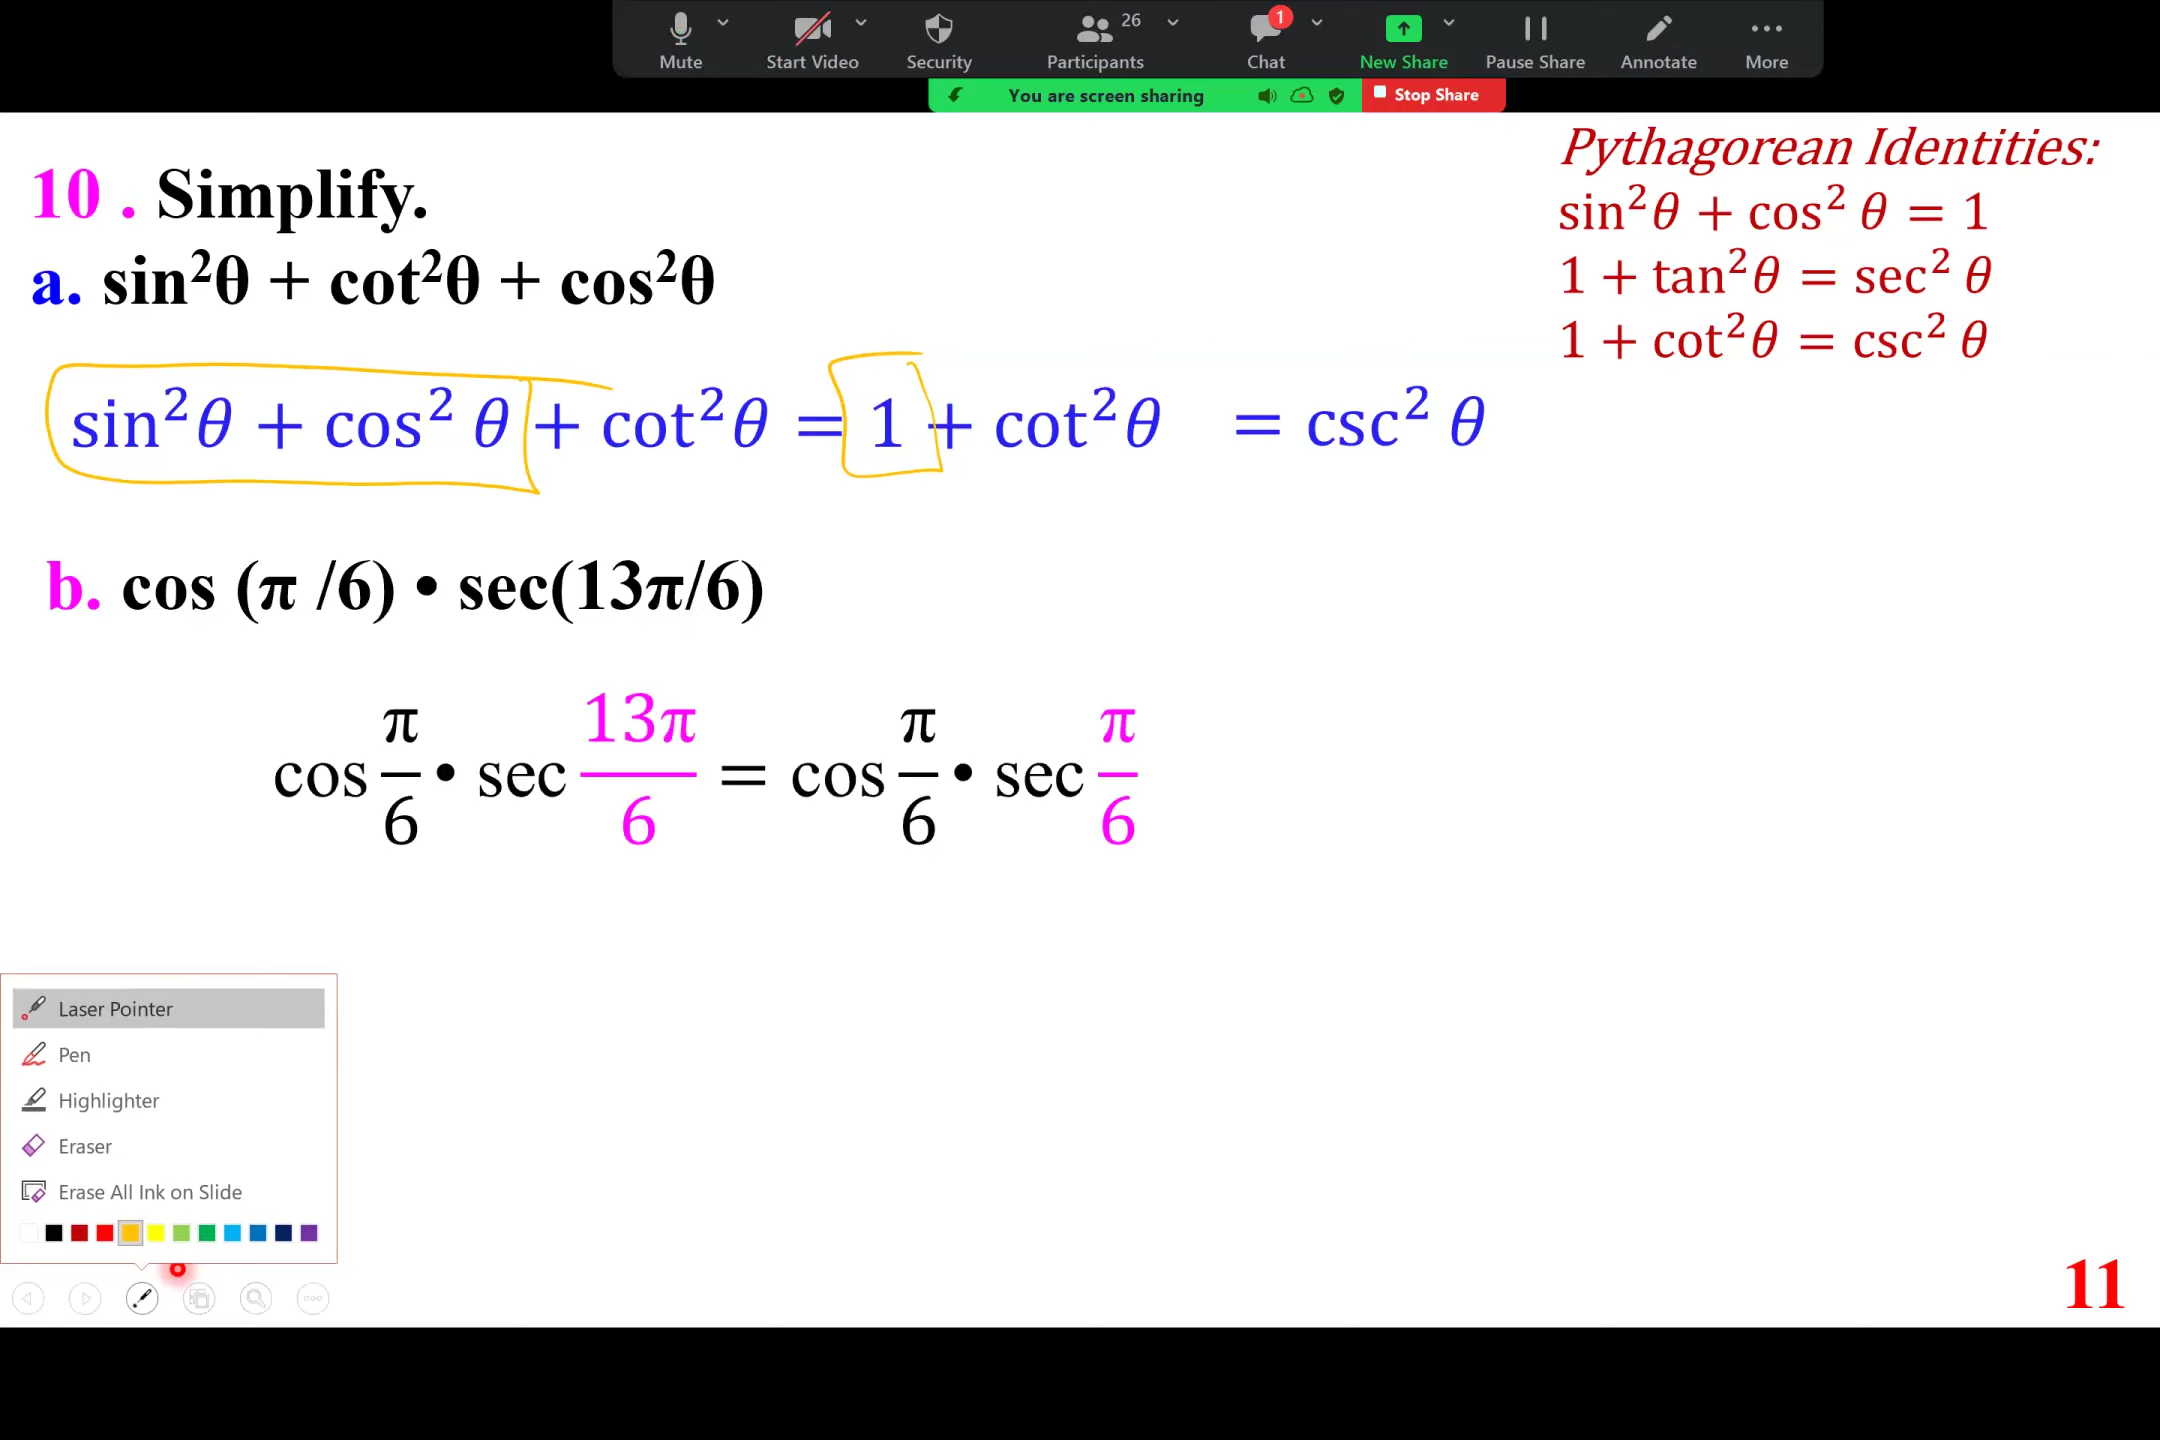 Mute
Start Video
Security
26
Participants
1
Chat
New Share
Pause Share
Annotate
More
You are screen sharing
Stop Share
Pythagorean Identities:
sin²θ + cos² θ = 1
1 + tan²θ = sec² θ
1 + cot²θ = csc² θ
10 . Simplify.
a. sin²θ + cot²θ + cos²θ
sin²θ + cos² θ + cot²θ = 1 + cot²θ = csc² θ
b. cos (π /6) • sec(13π/6)
cos π/6 • sec 13π/6 = cos π/6 • sec π/6
Laser Pointer
Pen
Highlighter
Eraser
Erase All Ink on Slide
11